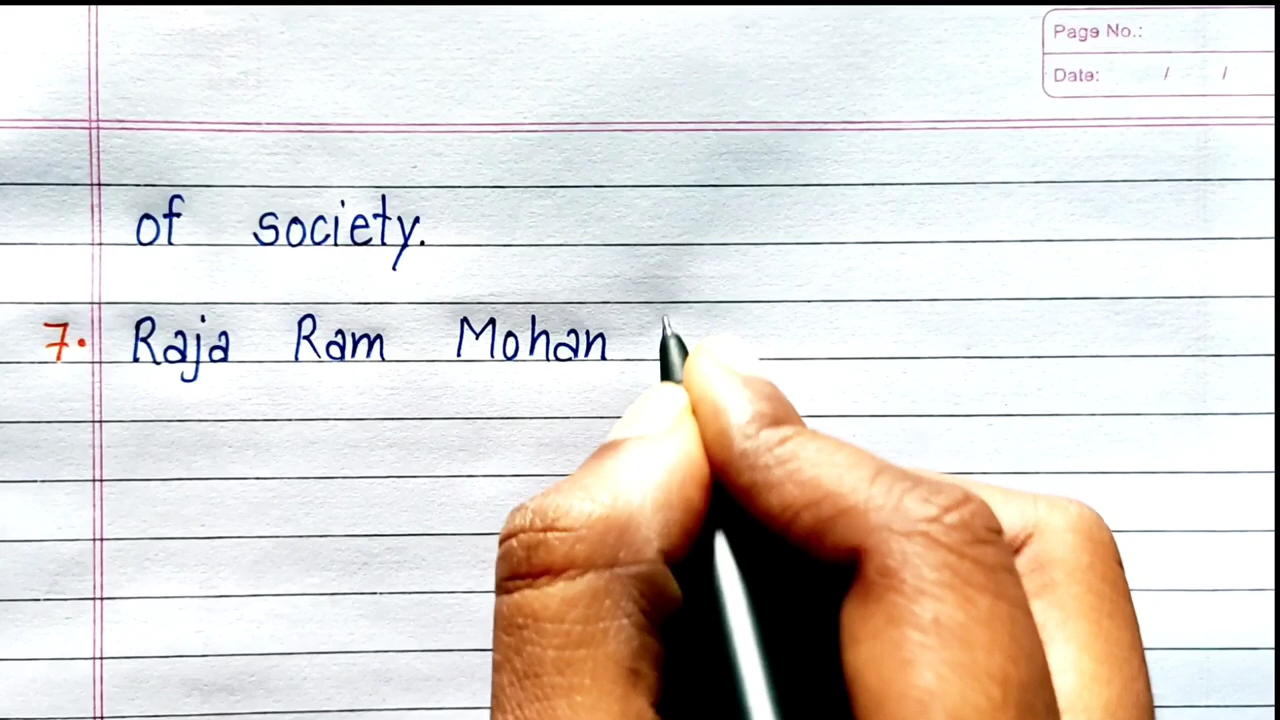 Page No.:
Date: / /
of society.
7. Raja Ram Mohan